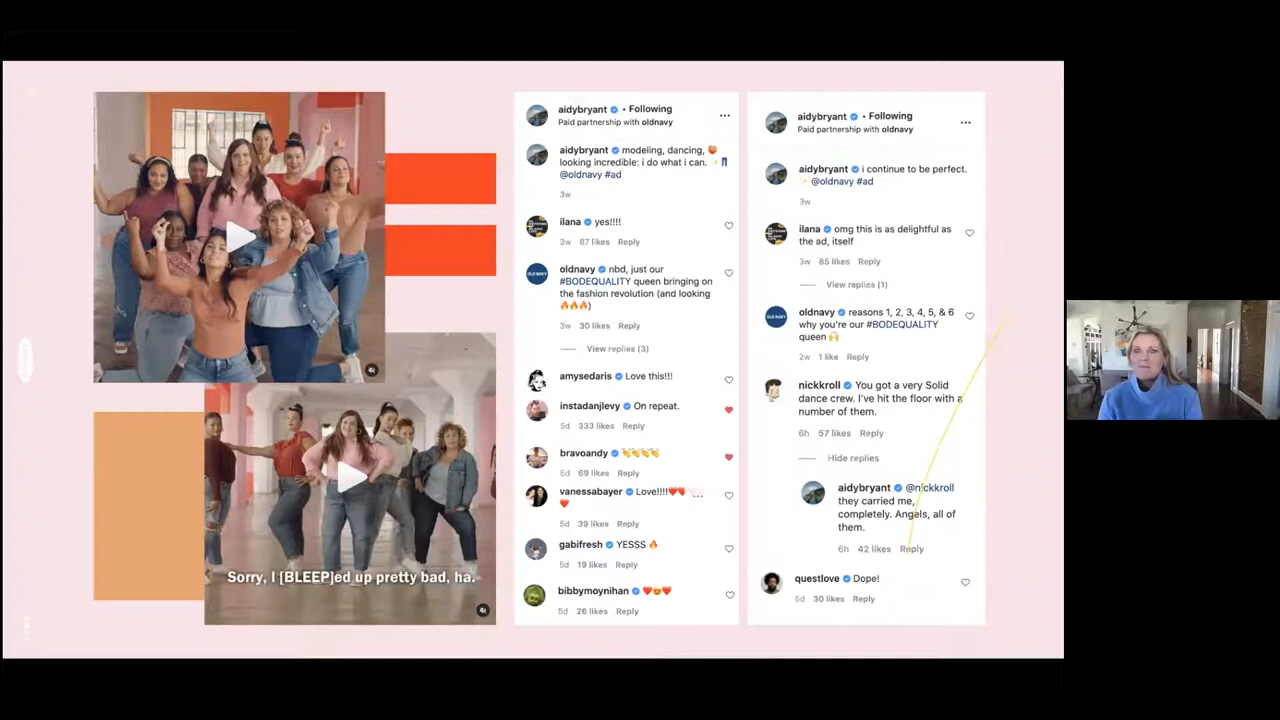 Sorry, I [BLEEP]ed up pretty bad, ha.
aidybryant • Following
Paid partnership with oldnavy
aidybryant modeling, dancing, 🍑
looking incredible: i do what i can. ✨👖
@oldnavy #ad
3w
ilana yes!!!!
3w 87 likes Reply
oldnavy nbd, just our
#BODEQUALITY queen bringing on
the fashion revolution (and looking
🔥🔥🔥)
3w 30 likes Reply
View replies (3)
amysedaris Love this!!!
instadanjlevy On repeat.
5d 333 likes Reply
bravoandy 👏👏👏👏
6d 69 likes Reply
vanessabayer Love!!!!❤️❤️
❤️
5d 39 likes Reply
gabifresh YESSS 🔥
5d 19 likes Reply
bibbymoynihan ❤️😍❤️
5d 26 likes Reply
aidybryant • Following
Paid partnership with oldnavy
aidybryant i continue to be perfect.
✨ @oldnavy #ad
3w
ilana omg this is as delightful as
the ad, itself
3w 85 likes Reply
View replies (1)
oldnavy reasons 1, 2, 3, 4, 5, & 6
why you're our #BODEQUALITY
queen 🙌
2w 1 like Reply
nickkroll You got a very Solid
dance crew. I've hit the floor with a
number of them.
6h 57 likes Reply
Hide replies
aidybryant @nickkroll
they carried me,
completely. Angels, all of
them.
6h 42 likes Reply
questlove Dope!
5d 30 likes Reply